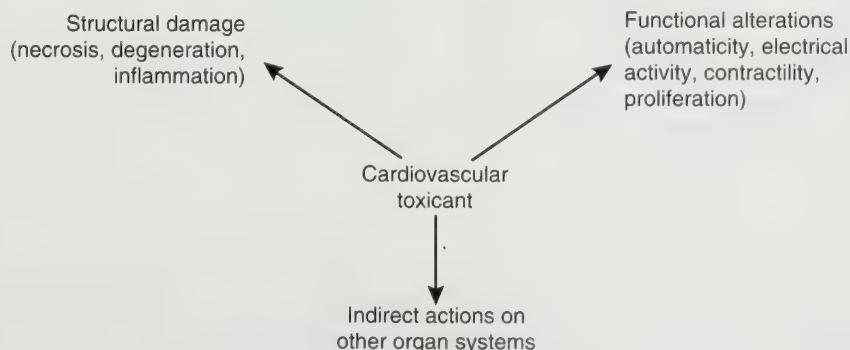 Structural damage
(necrosis, degeneration,
inflammation)
Functional alterations
(automaticity, electrical
activity, contractility,
proliferation)
Cardiovascular
toxicant
Indirect actions on
other organ systems